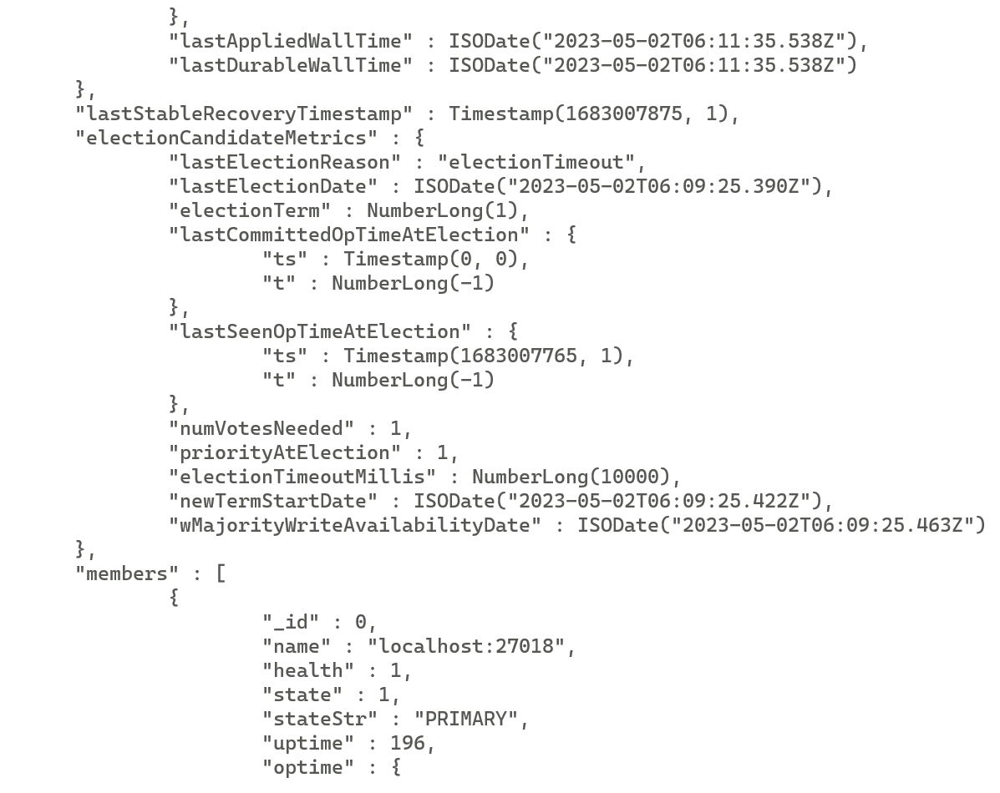 },
"lastAppliedWallTime" : ISODate("2023-05-02T06:11:35.538Z"),
"lastDurableWallTime" : ISODate("2023-05-02T06:11:35.538Z")
},
"lastStableRecoveryTimestamp" : Timestamp(1683007875, 1),
"electionCandidateMetrics" : {
"lastElectionReason" : "electionTimeout",
"lastElectionDate" : ISODate("2023-05-02T06:09:25.390Z"),
"electionTerm" : NumberLong(1),
"lastCommittedOpTimeAtElection" : {
"ts" : Timestamp(0, 0),
"t" : NumberLong(-1)
},
"lastSeenOpTimeAtElection" : {
"ts" : Timestamp(1683007765, 1),
"t" : NumberLong(-1)
},
"numVotesNeeded" : 1,
"priorityAtElection" : 1,
"electionTimeoutMillis" : NumberLong(10000),
"newTermStartDate" : ISODate("2023-05-02T06:09:25.422Z"),
"wMajorityWriteAvailabilityDate" : ISODate("2023-05-02T06:09:25.463Z")
},
"members" : [
{
"_id" : 0,
"name" : "localhost:27018",
"health" : 1,
"state" : 1,
"stateStr" : "PRIMARY",
"uptime" : 196,
"optime" : {